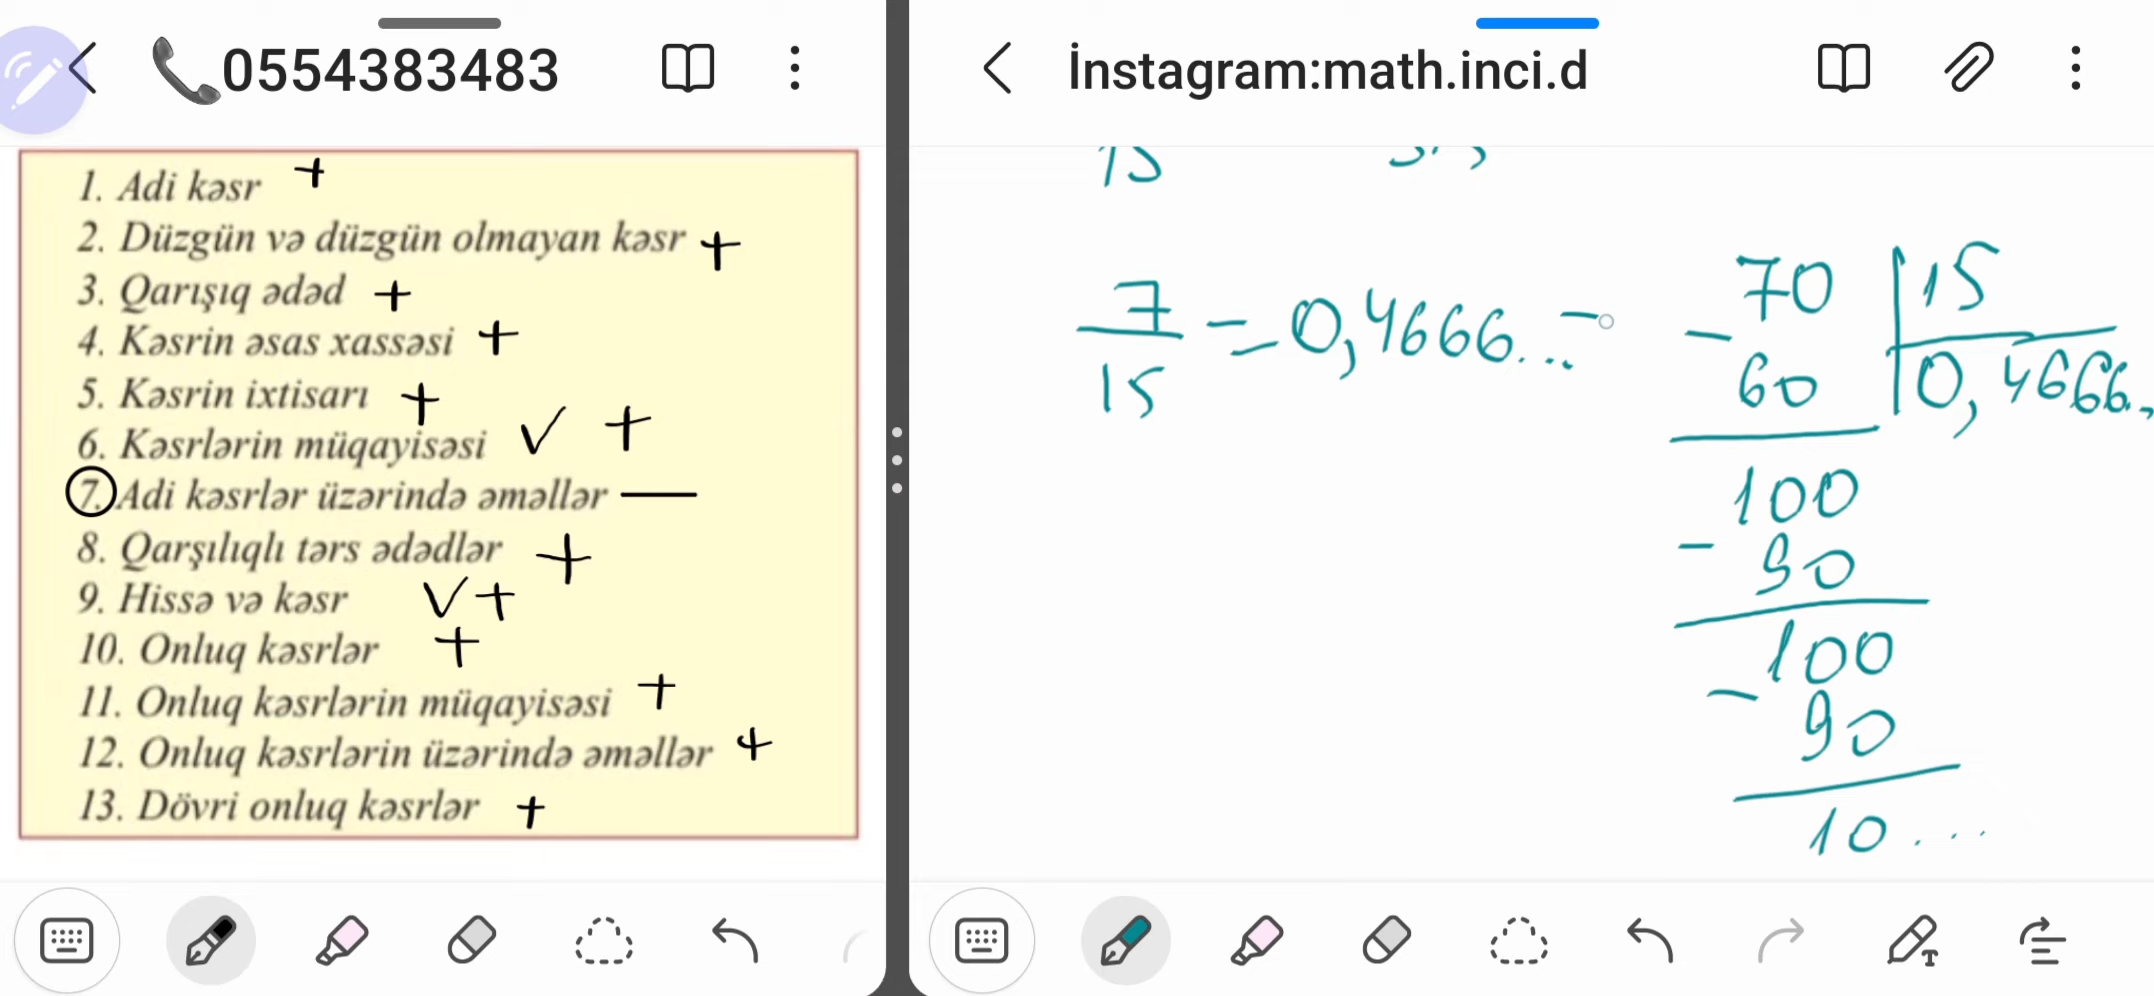 0554383483
1. Adi kəsr +
2. Düzgün və düzgün olmayan kəsr +
3. Qarışıq ədəd +
4. Kəsrin əsas xassəsi +
5. Kəsrin ixtisarı +
6. Kəsrlərin müqayisəsi ✓ +
7. Adi kəsrlər üzərində əməllər —
8. Qarşılıqlı tərs ədədlər +
9. Hissə və kəsr ✓ +
10. Onluq kəsrlər +
11. Onluq kəsrlərin müqayisəsi +
12. Onluq kəsrlərin üzərində əməllər +
13. Dövri onluq kəsrlər +
İnstagram:math.inci.d
15
7
— = 0,4666... -
15
70 | 15
- 60 | 0,4666..
100
- 90
100
- 90
10 ...